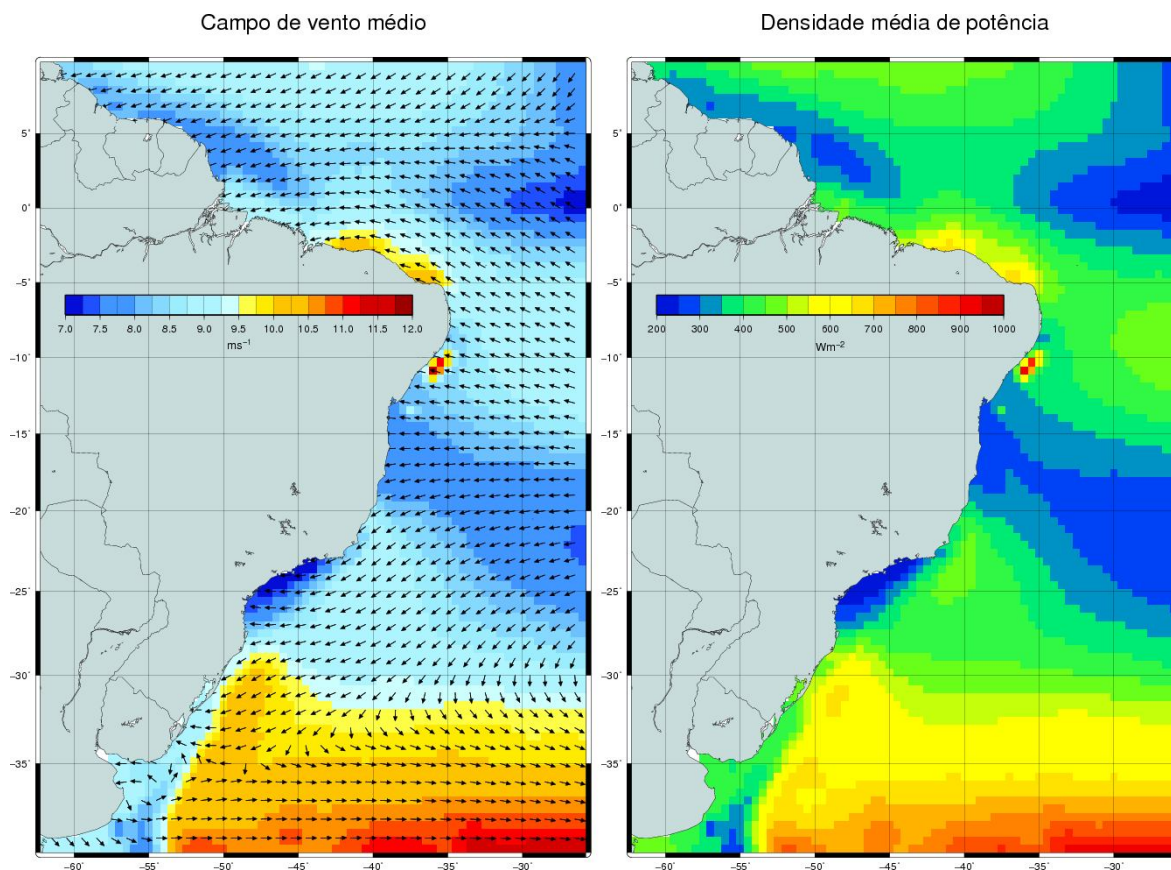 Campo de vento médio
Densidade média de potência
5˚
0˚
−5˚
−10˚
−15˚
−20˚
−25˚
−30˚
−35˚
7.0 7.5 8.0 8.5 9.0 9.5 10.0 10.5 11.0 11.5 12.0
ms⁻¹
−60˚ −55˚ −50˚ −45˚ −40˚ −35˚ −30˚
5˚
0˚
−5˚
−10˚
−15˚
−20˚
−25˚
−30˚
−35˚
200 300 400 500 600 700 800 900 1000
Wm⁻²
−60˚ −55˚ −50˚ −45˚ −40˚ −35˚ −30˚